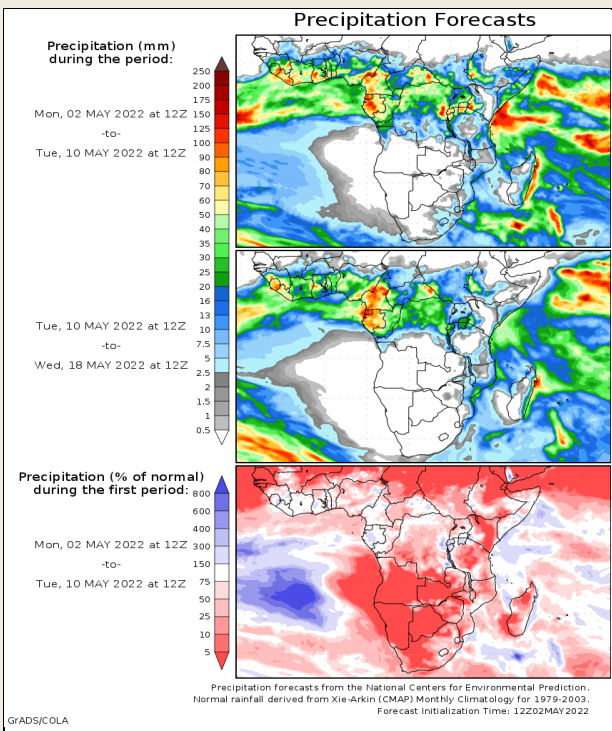 Precipitation Forecasts
Precipitation (mm)
during the period:
Mon, 02 MAY 2022 at 12Z
-to-
Tue, 10 MAY 2022 at 12Z
250
200
175
150
125
100
90
80
70
60
50
40
35
30
25
20
16
13
10
7.5
5
2.5
2
1.5
1
0.5
Tue, 10 MAY 2022 at 12Z
-to-
Wed, 18 MAY 2022 at 12Z
Precipitation (% of normal)
during the first period:
Mon, 02 MAY 2022 at 12Z
-to-
Tue, 10 MAY 2022 at 12Z
800
600
400
300
150
75
50
25
10
5
Precipitation forecasts from the National Centers for Environmental Prediction.
Normal rainfall derived from Xie-Arkin (CMAP) Monthly Climatology for 1979-2003.
Forecast Initialization Time: 12Z02MAY2022
GrADS/COLA